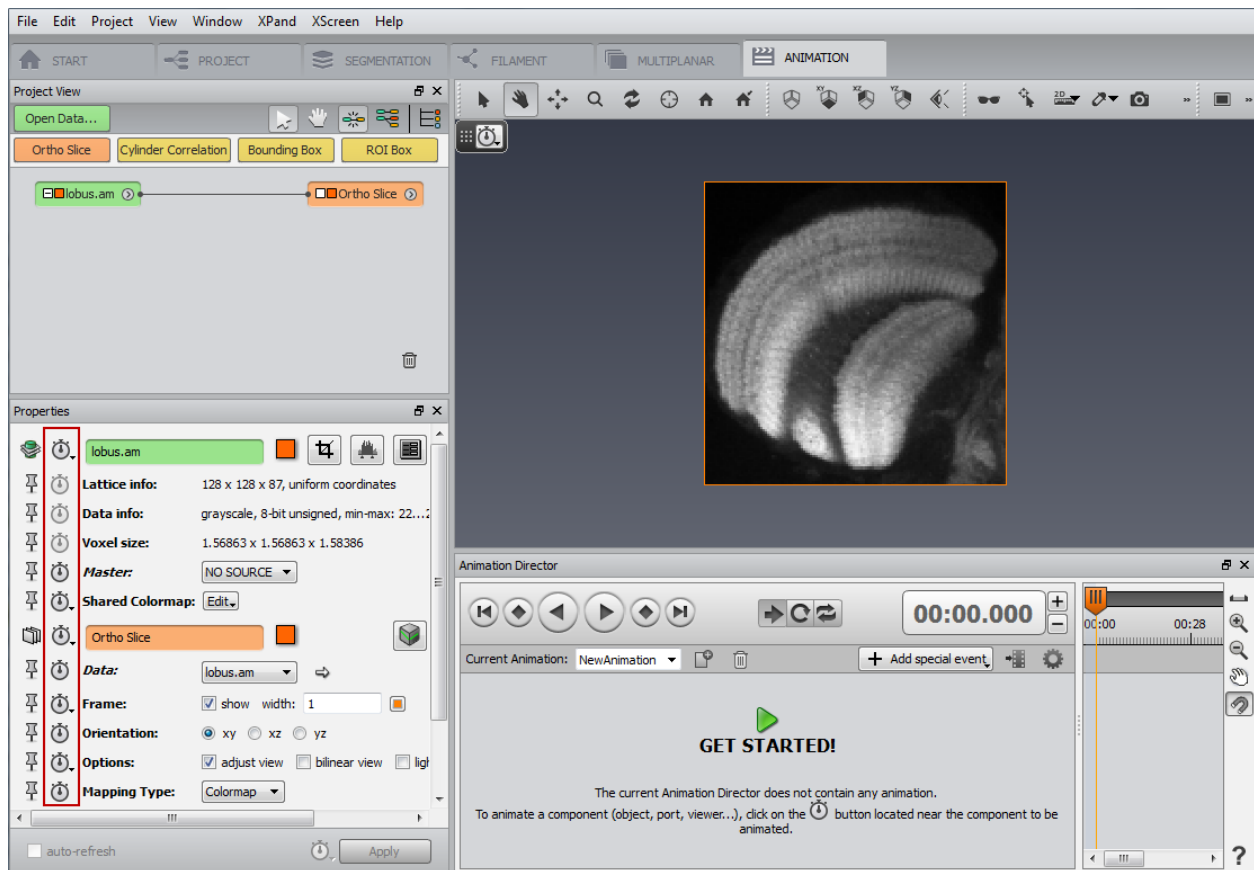 File Edit Project View Window XPand XScreen Help
START PROJECT SEGMENTATION FILAMENT MULTIPLANAR ANIMATION
Project View
Open Data...
Ortho Slice Cylinder Correlation Bounding Box ROI Box
lobus.am Ortho Slice
XY XZ YZ 2D
»
»
Properties
lobus.am
Lattice info: 128 x 128 x 87, uniform coordinates
Data info: grayscale, 8-bit unsigned, min-max: 22...2
Voxel size: 1.56863 x 1.56863 x 1.58386
Master: NO SOURCE
Shared Colormap: Edit
Ortho Slice
Data: lobus.am
Frame: show width: 1
Orientation: xy xz yz
Options: adjust view bilinear view ligh
Mapping Type: Colormap
auto-refresh Apply
Animation Director
00:00.000 + −
00:00 00:28
Current Animation: NewAnimation + Add special event
GET STARTED!
The current Animation Director does not contain any animation.
To animate a component (object, port, viewer...), click on the button located near the component to be
animated.
?